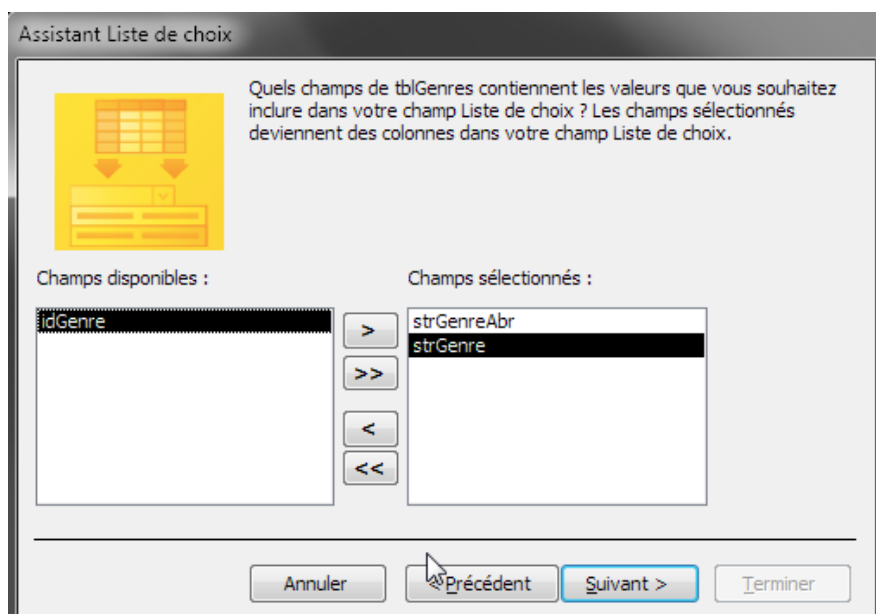 Assistant Liste de choix
Quels champs de tblGenres contiennent les valeurs que vous souhaitez
inclure dans votre champ Liste de choix ? Les champs sélectionnés
deviennent des colonnes dans votre champ Liste de choix.
Champs disponibles :
Champs sélectionnés :
idGenre
strGenreAbr
strGenre
>
>>
<
<<
Annuler
< Précédent
Suivant >
Terminer